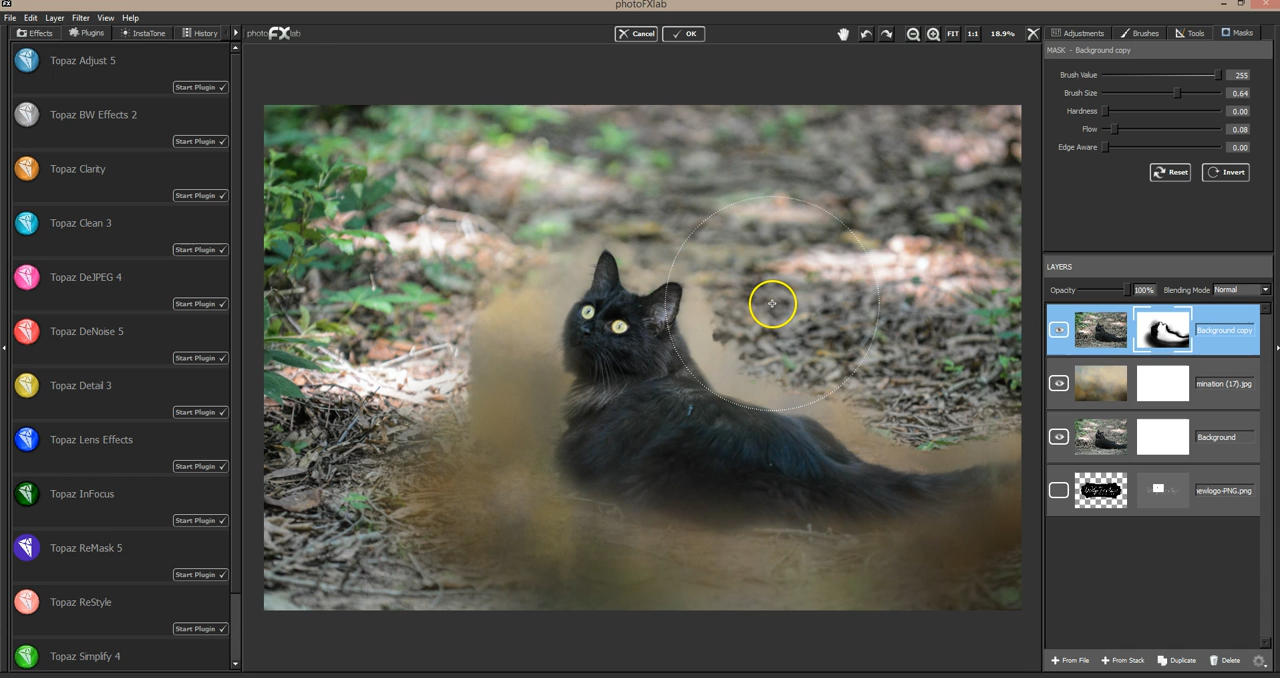 photoFXlab
File Edit Layer Filter View Help
Effects Plugins InstaTone History
photoFXlab
Cancel OK
FIT 1:1 18.9%
Adjustments Brushes Tools Masks
Topaz Adjust 5
Start Plugin
Topaz BW Effects 2
Start Plugin
Topaz Clarity
Start Plugin
Topaz Clean 3
Start Plugin
Topaz DeJPEG 4
Start Plugin
Topaz DeNoise 5
Start Plugin
Topaz Detail 3
Start Plugin
Topaz Lens Effects
Start Plugin
Topaz InFocus
Start Plugin
Topaz ReMask 5
Start Plugin
Topaz ReStyle
Start Plugin
Topaz Simplify 4
MASK - Background copy
Brush Value 255
Brush Size 0.64
Hardness 0.00
Flow 0.08
Edge Aware 0.00
Reset Invert
LAYERS
Opacity 100% Blending Mode Normal
Background copy
mination (17).jpg
Background
newlogo-PNG.png
From File From Stack Duplicate Delete